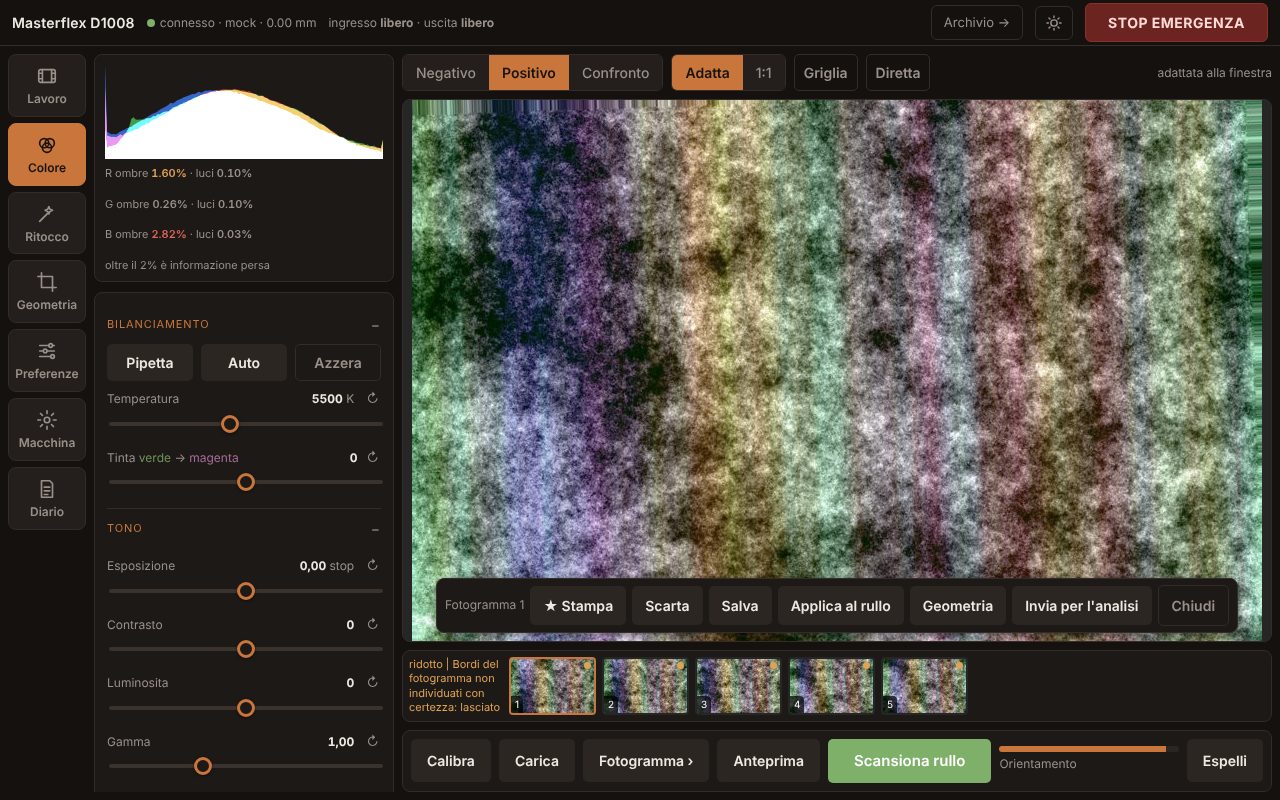 Masterflex D1008 connesso · mock · 0.00 mm ingresso libero · uscita libero Archivio → STOP EMERGENZA
Lavoro
Colore
Ritocco
Geometria
Preferenze
Macchina
Diario
R ombre 1.60% · luci 0.10%
G ombre 0.26% · luci 0.10%
B ombre 2.82% · luci 0.03%
oltre il 2% è informazione persa
BILANCIAMENTO –
Pipetta Auto Azzera
Temperatura 5500 K
Tinta verde → magenta 0
TONO –
Esposizione 0,00 stop
Contrasto 0
Luminosita 0
Gamma 1,00
Negativo Positivo Confronto Adatta 1:1 Griglia Diretta adattata alla finestra
Fotogramma 1 ★ Stampa Scarta Salva Applica al rullo Geometria Invia per l'analisi Chiudi
ridotto | Bordi del
fotogramma non
individuati con
certezza: lasciato
1 2 3 4 5
Calibra Carica Fotogramma › Anteprima Scansiona rullo Orientamento Espelli